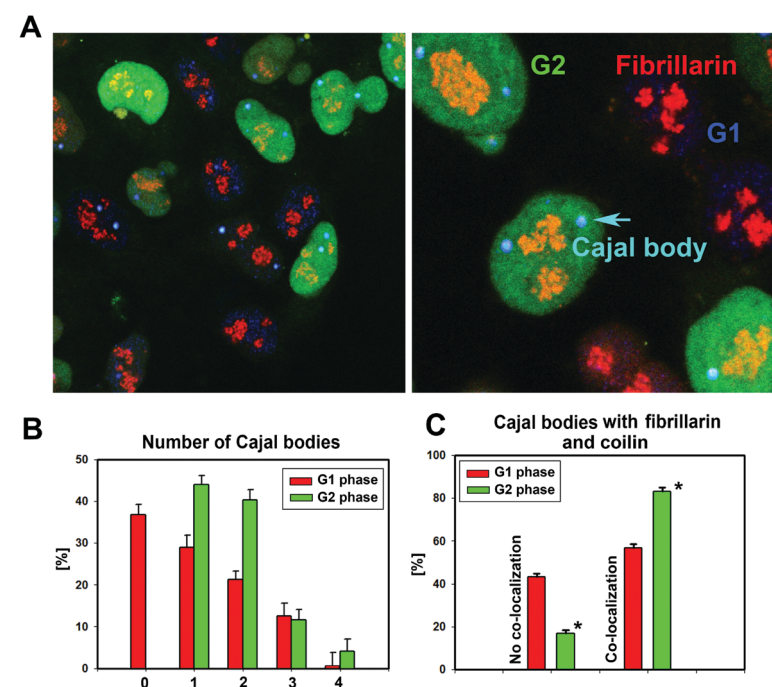 A
G2
Fibrillarin
G1
Cajal body
B
Number of Cajal bodies
50
40
30
20
10
0
[%]
G1 phase
G2 phase
0 1 2 3 4
C
Cajal bodies with fibrillarin
and coilin
100
80
60
40
20
0
[%]
G1 phase
G2 phase
No co-localization
*
Co-localization
*